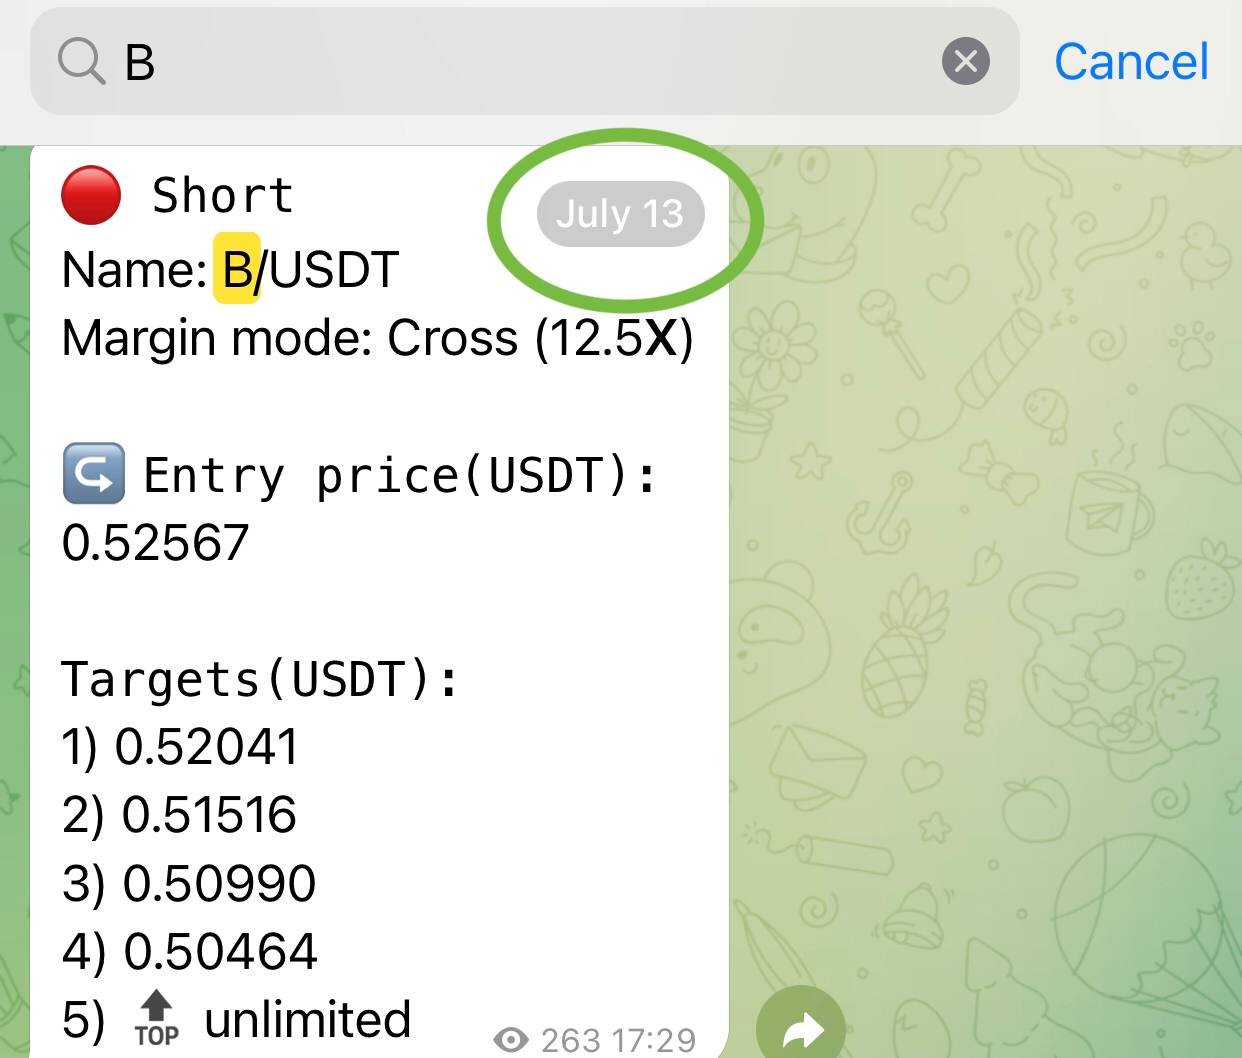 B
Cancel
Short
July 13
Name: B/USDT
Margin mode: Cross (12.5X)
Entry price(USDT):
0.52567
Targets(USDT):
1) 0.52041
2) 0.51516
3) 0.50990
4) 0.50464
5) TOP unlimited
263 17:29